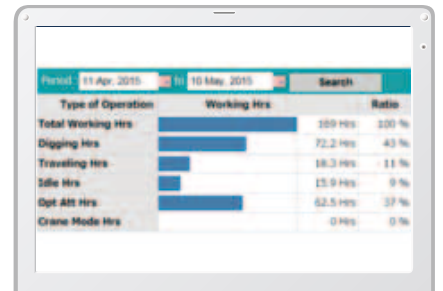 Period 11 Apr, 2015 to 10 May, 2015 Search
Type of Operation Working Hrs Ratio
Total Working Hrs 169 Hrs 100 %
Digging Hrs 72.2 Hrs 43 %
Traveling Hrs 18.3 Hrs 11 %
Idle Hrs 15.9 Hrs 9 %
Opt Att Hrs 62.5 Hrs 37 %
Crane Mode Hrs 0 Hrs 0 %